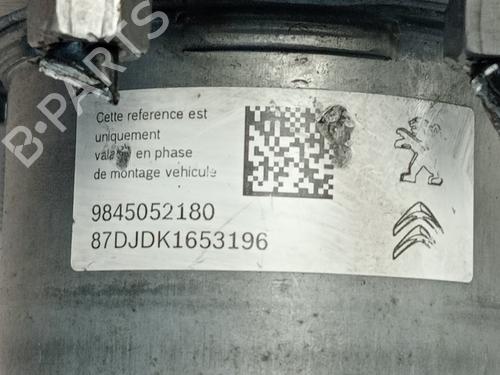 B-PARTS
Cette reference est
uniquement
en phase
de montage vehicule
9845052180
87DJDK1653196